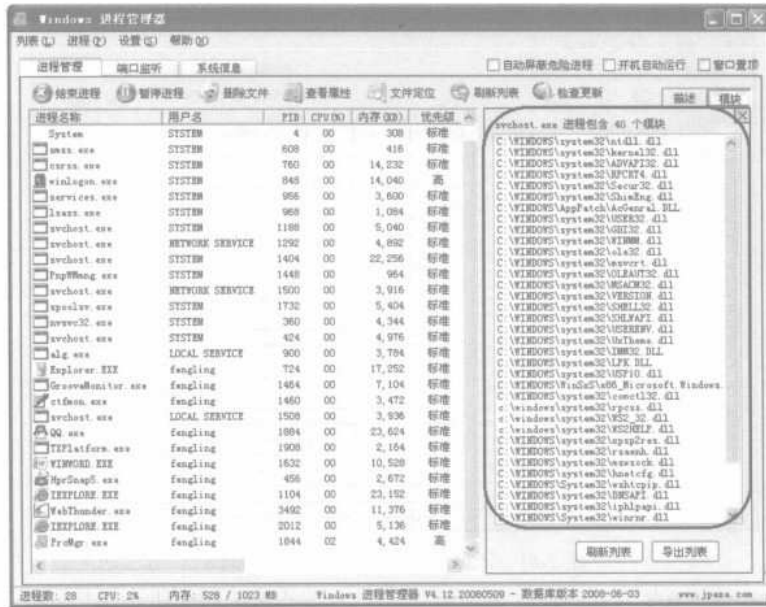 Windows 进程管理器
列表(L) 进程(P) 设置(S) 帮助(H)
进程管理 端口监听 系统信息 自动屏蔽危险进程 开机自动运行 窗口置顶
结束进程 暂停进程 删除文件 查看属性 文件定位 刷新列表 检查更新 描述 模块
进程名称 用户名 PID CPU(%) 内存(KB) 优先级
System SYSTEM 4 00 308 标准
smss.exe SYSTEM 608 00 416 标准
csrss.exe SYSTEM 760 00 14,232 标准
winlogon.exe SYSTEM 848 00 14,040 高
services.exe SYSTEM 956 00 3,600 标准
lsass.exe SYSTEM 968 00 1,084 标准
svchost.exe SYSTEM 1188 00 5,040 标准
svchost.exe NETWORK SERVICE 1292 00 4,892 标准
svchost.exe SYSTEM 1404 00 22,256 标准
PnpWMmng.exe SYSTEM 1448 00 964 标准
svchost.exe NETWORK SERVICE 1500 00 3,916 标准
spoolsv.exe SYSTEM 1732 00 5,404 标准
nvsvc32.exe SYSTEM 360 00 4,344 标准
svchost.exe SYSTEM 424 00 4,976 标准
alg.exe LOCAL SERVICE 900 00 3,784 标准
Explorer.EXE fengling 724 00 17,252 标准
GrooveMonitor.exe fengling 1464 00 7,104 标准
ctfmon.exe fengling 1460 00 3,472 标准
svchost.exe LOCAL SERVICE 1508 00 3,936 标准
QQ.exe fengling 1884 00 23,624 标准
TXPlatform.exe fengling 1908 00 2,164 标准
WINWORD.EXE fengling 1632 00 10,528 标准
HprSnap5.exe fengling 456 00 2,672 标准
IEXPLORE.EXE fengling 1104 00 23,152 标准
WebThunder.exe fengling 3492 00 11,376 标准
IEXPLORE.EXE fengling 2012 00 5,136 标准
ProMgr.exe fengling 1844 02 4,424 高
svchost.exe 进程包含 40 个模块
C:\WINDOWS\system32\ntdll.dll
C:\WINDOWS\system32\kernel32.dll
C:\WINDOWS\system32\ADVAPI32.dll
C:\WINDOWS\system32\RPCRT4.dll
C:\WINDOWS\system32\Secur32.dll
C:\WINDOWS\system32\ShimEng.dll
C:\WINDOWS\AppPatch\AcGenral.DLL
C:\WINDOWS\system32\USER32.dll
C:\WINDOWS\system32\GDI32.dll
C:\WINDOWS\system32\WINMM.dll
C:\WINDOWS\system32\ole32.dll
C:\WINDOWS\system32\msvcrt.dll
C:\WINDOWS\system32\OLEAUT32.dll
C:\WINDOWS\system32\MSACM32.dll
C:\WINDOWS\system32\VERSION.dll
C:\WINDOWS\system32\SHELL32.dll
C:\WINDOWS\system32\SHLWAPI.dll
C:\WINDOWS\system32\USERENV.dll
C:\WINDOWS\system32\UxTheme.dll
C:\WINDOWS\system32\IMM32.DLL
C:\WINDOWS\system32\LPK.DLL
C:\WINDOWS\system32\USP10.dll
C:\WINDOWS\WinSxS\x86_Microsoft.Windows.
C:\WINDOWS\system32\comctl32.dll
c:\windows\system32\rpcss.dll
c:\windows\system32\WS2_32.dll
c:\windows\system32\WS2HELP.dll
C:\WINDOWS\system32\xpsp2res.dll
C:\WINDOWS\system32\rsaenh.dll
C:\WINDOWS\system32\mswsock.dll
C:\WINDOWS\system32\hnetcfg.dll
C:\WINDOWS\System32\wshtcpip.dll
C:\WINDOWS\system32\DNSAPI.dll
C:\WINDOWS\system32\iphlpapi.dll
C:\WINDOWS\System32\winrnr.dll
刷新列表 导出列表
进程数: 28 CPU: 2% 内存: 528 / 1023 MB Windows 进程管理器 V4.12.20080509 - 数据库版本 2008-06-03 www.jpaza.com